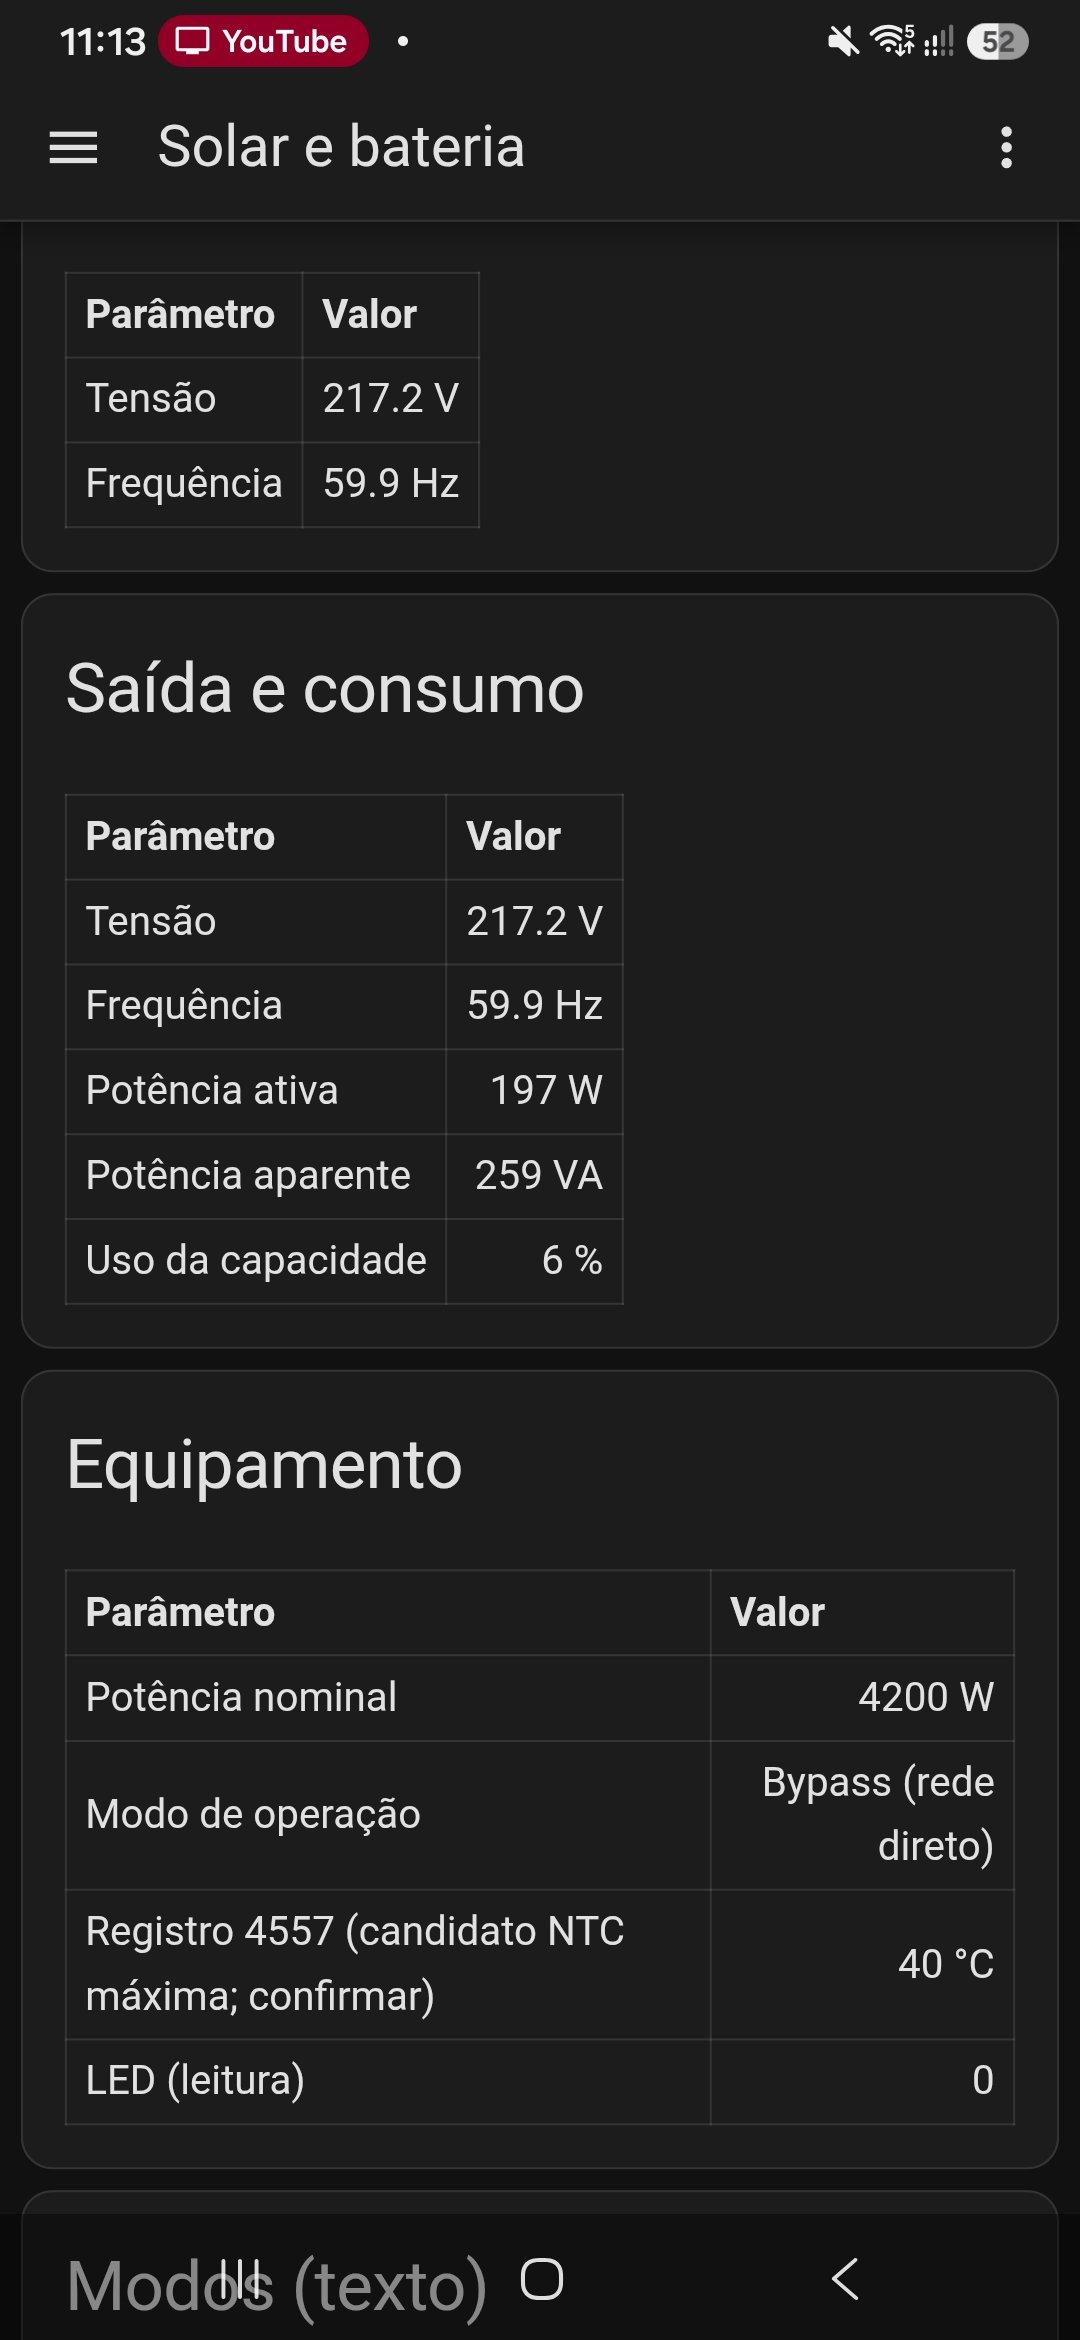 11:13 YouTube 5 52
Solar e bateria
Parâmetro Valor
Tensão 217.2 V
Frequência 59.9 Hz
Saída e consumo
Parâmetro Valor
Tensão 217.2 V
Frequência 59.9 Hz
Potência ativa 197 W
Potência aparente 259 VA
Uso da capacidade 6 %
Equipamento
Parâmetro Valor
Potência nominal 4200 W
Modo de operação Bypass (rede
direto)
Registro 4557 (candidato NTC
máxima; confirmar) 40 °C
LED (leitura) 0
Modos (texto)